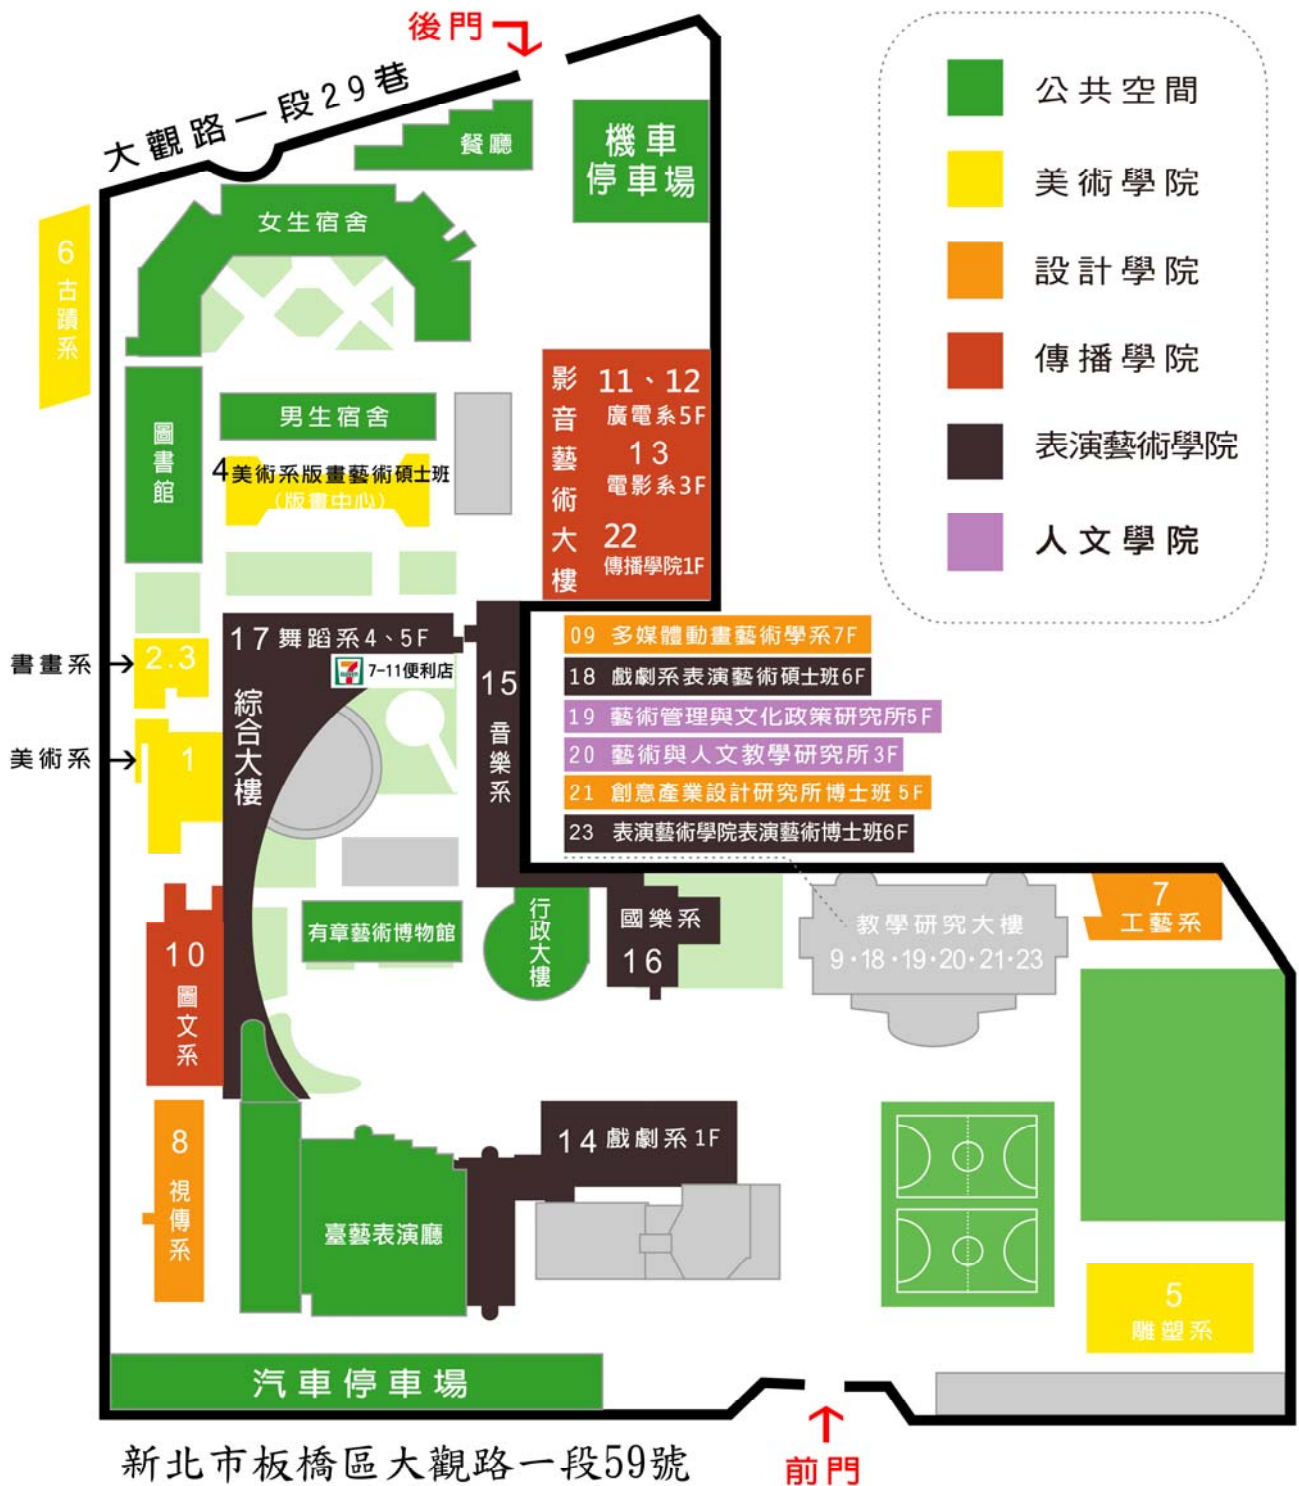 後門
大觀路一段29巷
餐廳
機車
停車場
女生宿舍
6
古蹟系
圖書館
男生宿舍
4美術系版畫藝術碩士班
(版畫中心)
影音藝術大樓
11、12
廣電系5F
13
電影系3F
22
傳播學院1F
公共空間
美術學院
設計學院
傳播學院
表演藝術學院
人文學院
書畫系
2.3
美術系
1
17 舞蹈系4、5F
7-ELEVEN
7-11便利店
綜合大樓
15
音樂系
09 多媒體動畫藝術學系7F
18 戲劇系表演藝術碩士班6F
19 藝術管理與文化政策研究所5F
20 藝術與人文教學研究所3F
21 創意產業設計研究所博士班 5F
23 表演藝術學院表演藝術博士班6F
10
圖文系
有章藝術博物館
行政大樓
國樂系
16
教學研究大樓
9·18·19·20·21·23
7
工藝系
8
視傳系
臺藝表演廳
14 戲劇系1F
5
雕塑系
汽車停車場
新北市板橋區大觀路一段59號
前門